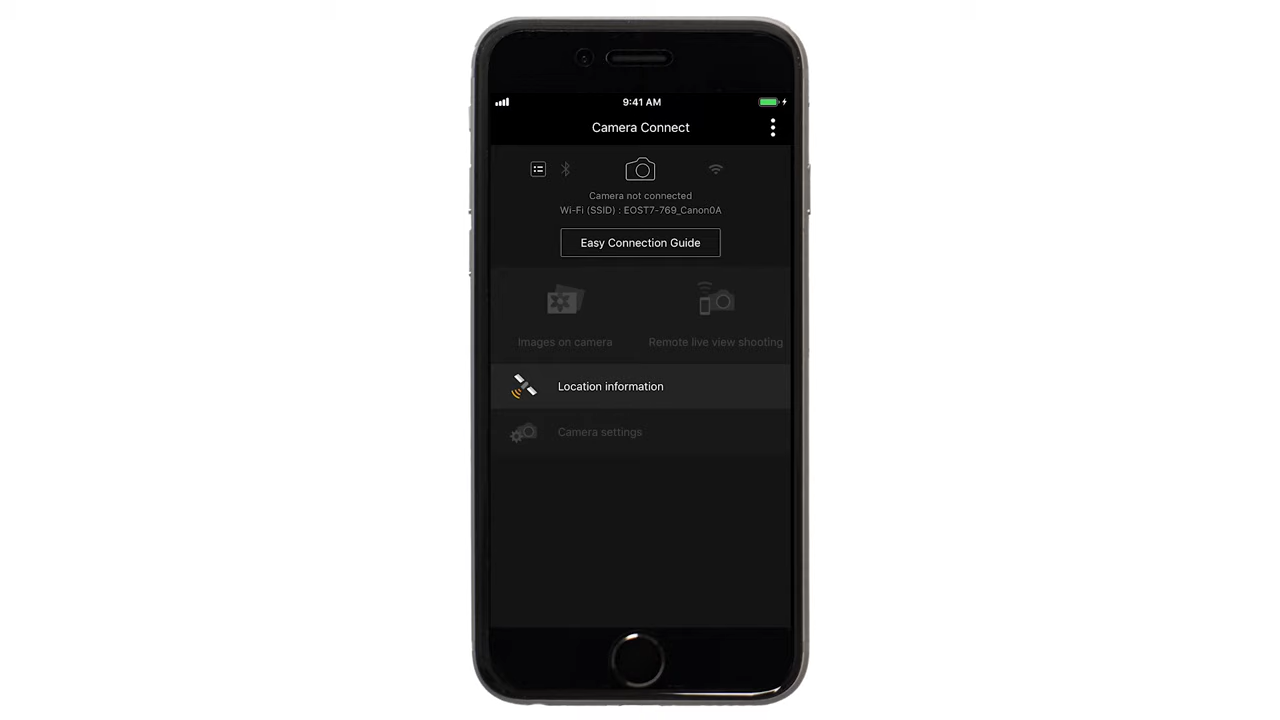 9:41 AM
Camera Connect
Camera not connected
Wi-Fi (SSID) : EOST7-769_Canon0A
Easy Connection Guide
Images on camera
Remote live view shooting
Location information
Camera settings